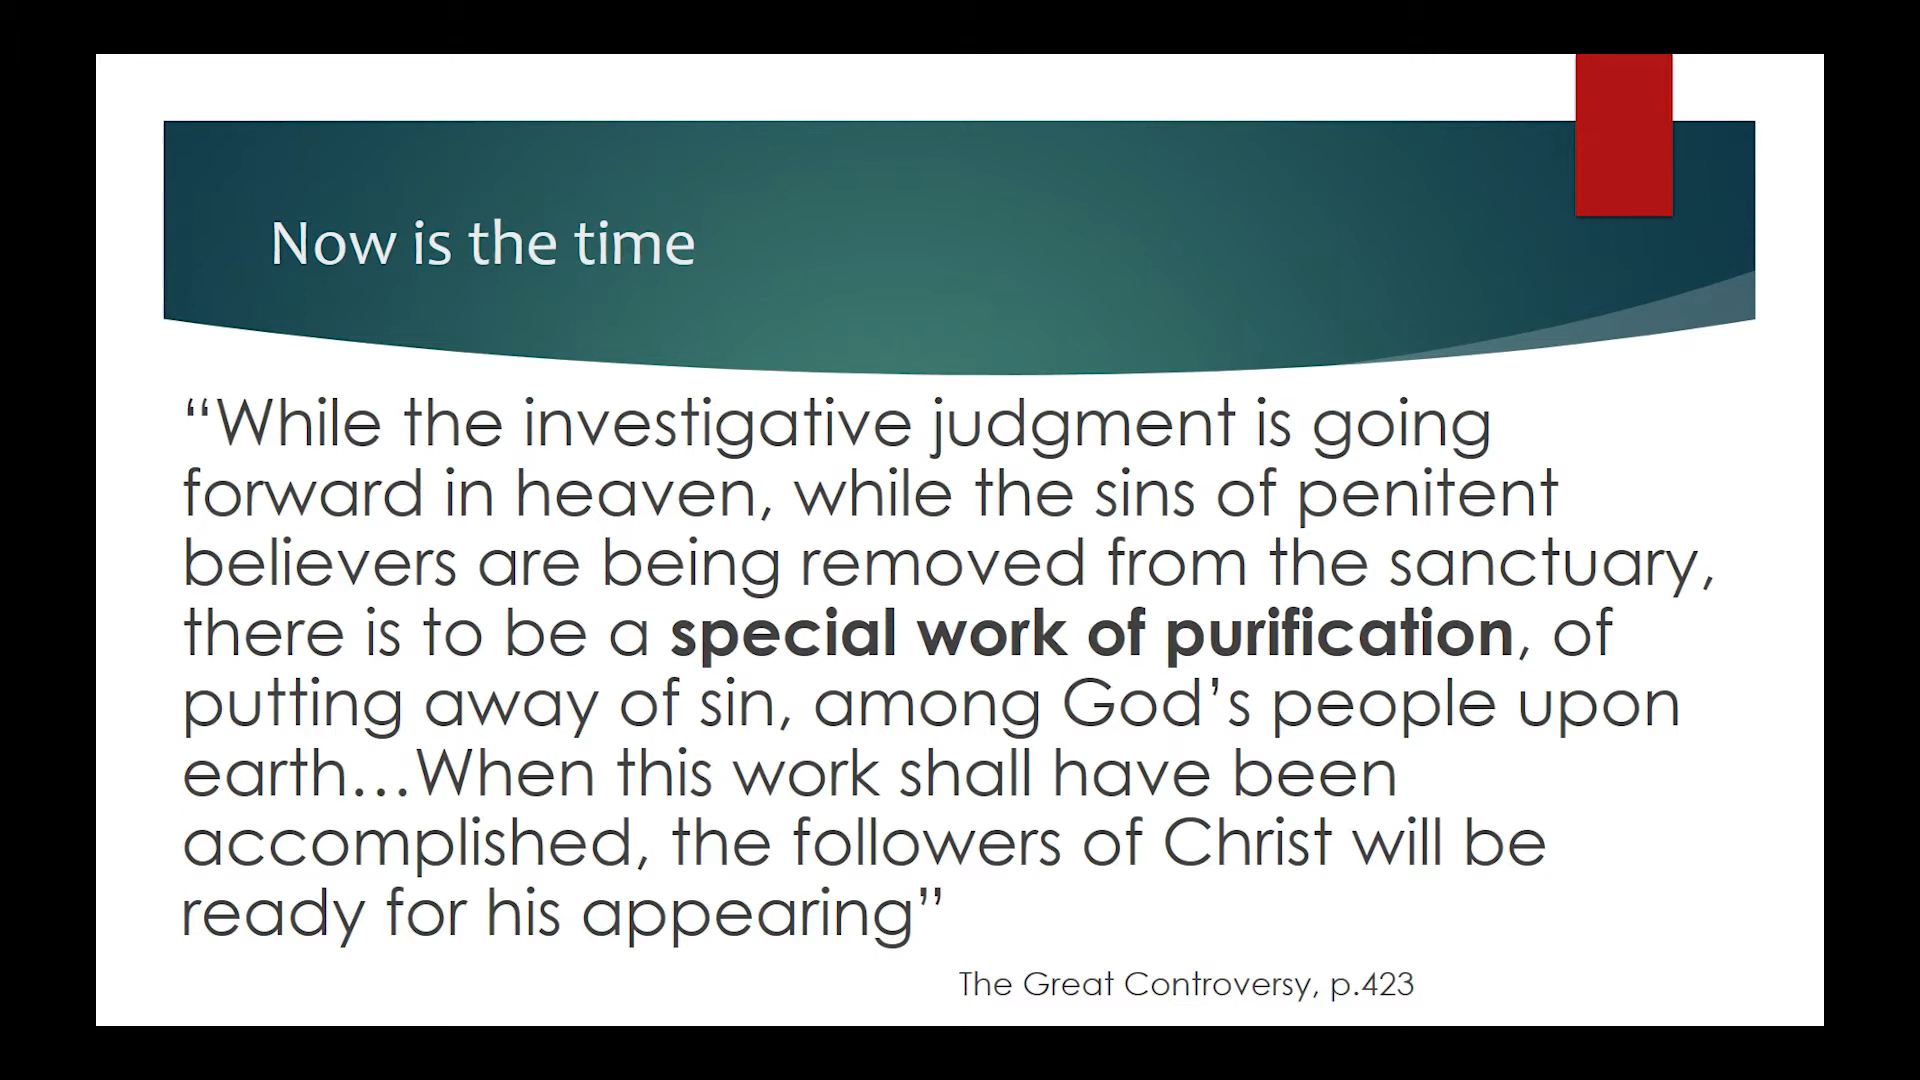 Now is the time
“While the investigative judgment is going
forward in heaven, while the sins of penitent
believers are being removed from the sanctuary,
there is to be a special work of purification, of
putting away of sin, among God’s people upon
earth…When this work shall have been
accomplished, the followers of Christ will be
ready for his appearing”
The Great Controversy, p.423